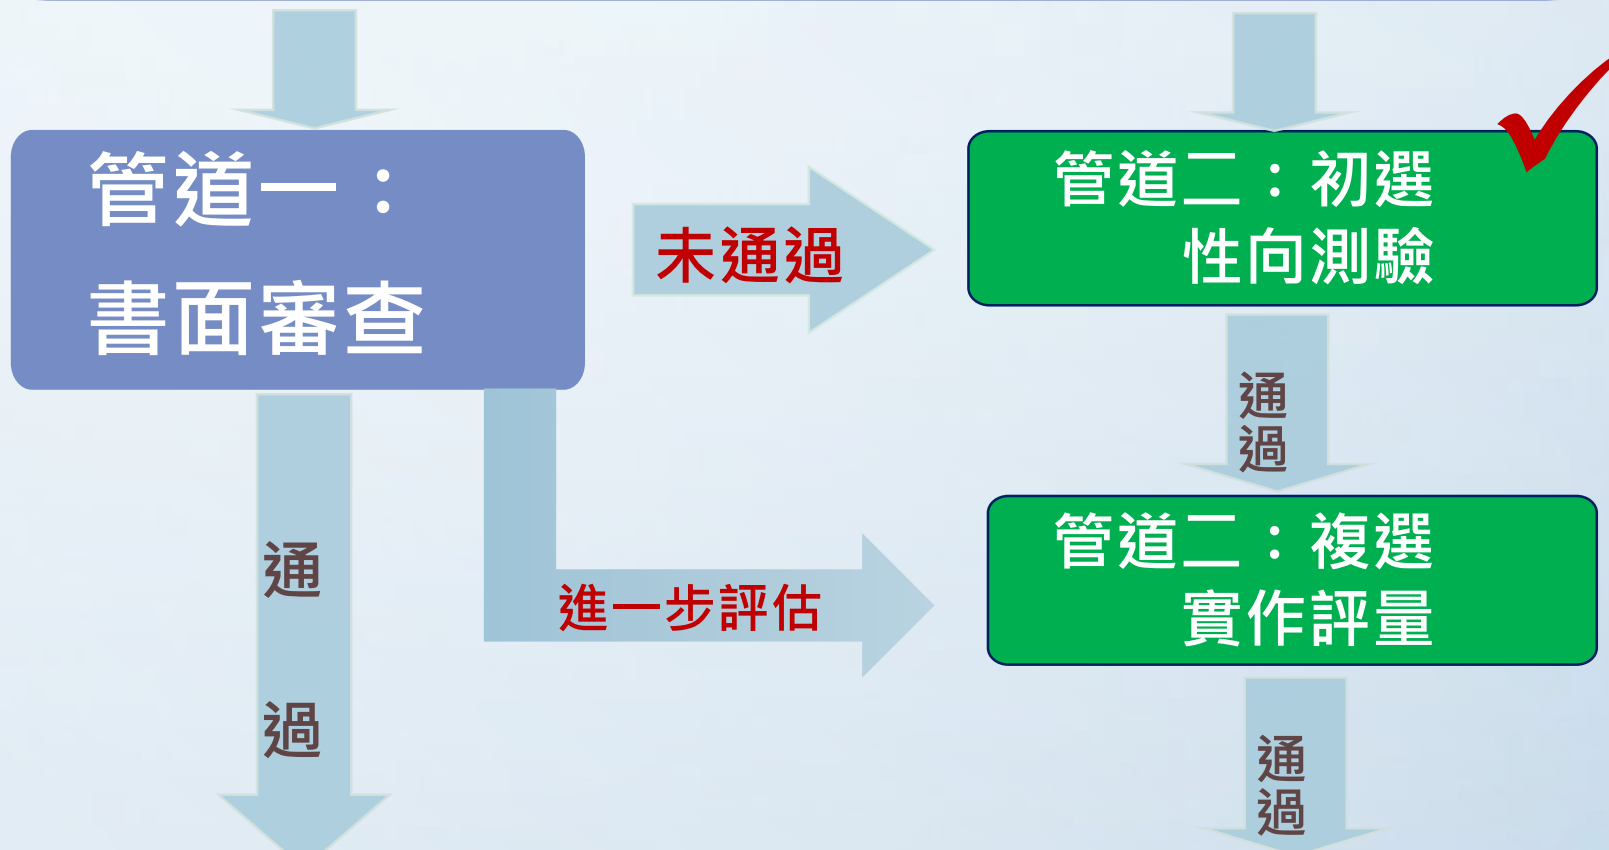 管道一：
書面審查
未通過
管道二：初選
性向測驗
通
過
進一步評估
管道二：複選
實作評量
通
過
通
過